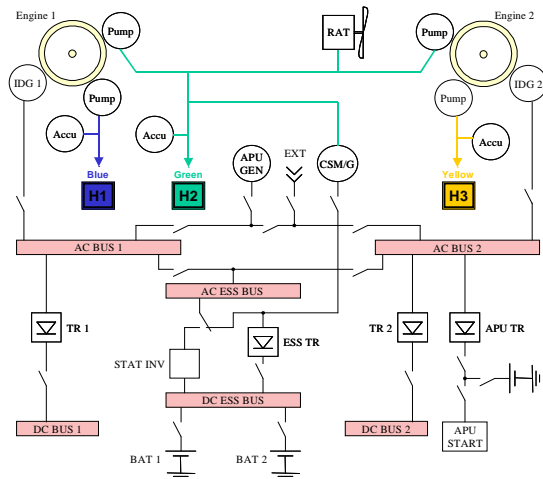 Engine 1
Engine 2
Pump
RAT
Pump
IDG 1
IDG 2
Pump
Pump
Accu
Accu
APU
GEN
EXT
CSM/G
Accu
Blue
Green
Yellow
H1
H2
H3
AC BUS 1
AC BUS 2
AC ESS BUS
TR 1
ESS TR
TR 2
APU TR
STAT INV
DC ESS BUS
DC BUS 1
DC BUS 2
APU
START
BAT 1
BAT 2